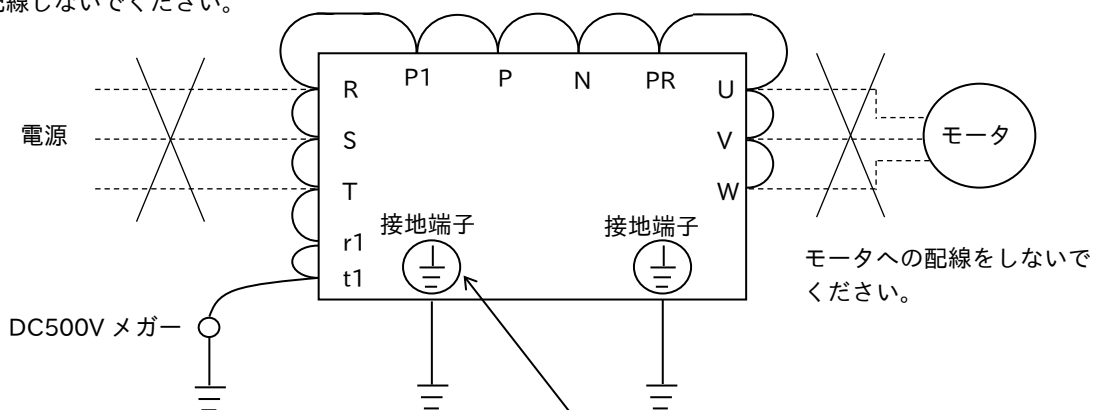 配線しないでください。
P1 P N PR
R
U
電源
S
V
モータ
T
W
接地端子
接地端子
r1
t1
モータへの配線をしないで
ください。
DC500V メガー